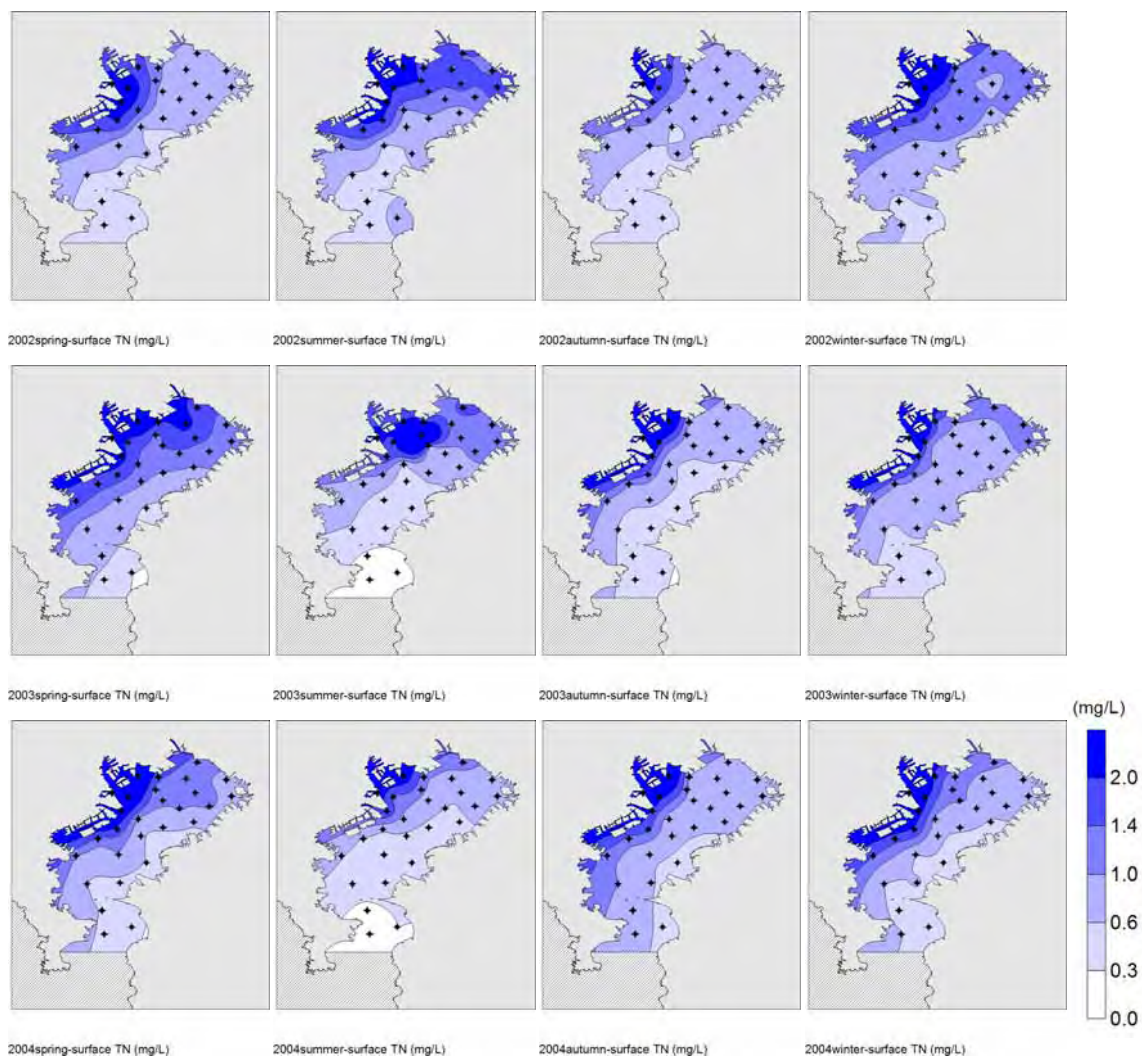 2002spring-surface TN (mg/L)
2002summer-surface TN (mg/L)
2002autumn-surface TN (mg/L)
2002winter-surface TN (mg/L)
2003spring-surface TN (mg/L)
2003summer-surface TN (mg/L)
2003autumn-surface TN (mg/L)
2003winter-surface TN (mg/L)
(mg/L)
2.0
1.4
1.0
0.6
0.3
0.0
2004spring-surface TN (mg/L)
2004summer-surface TN (mg/L)
2004autumn-surface TN (mg/L)
2004winter-surface TN (mg/L)